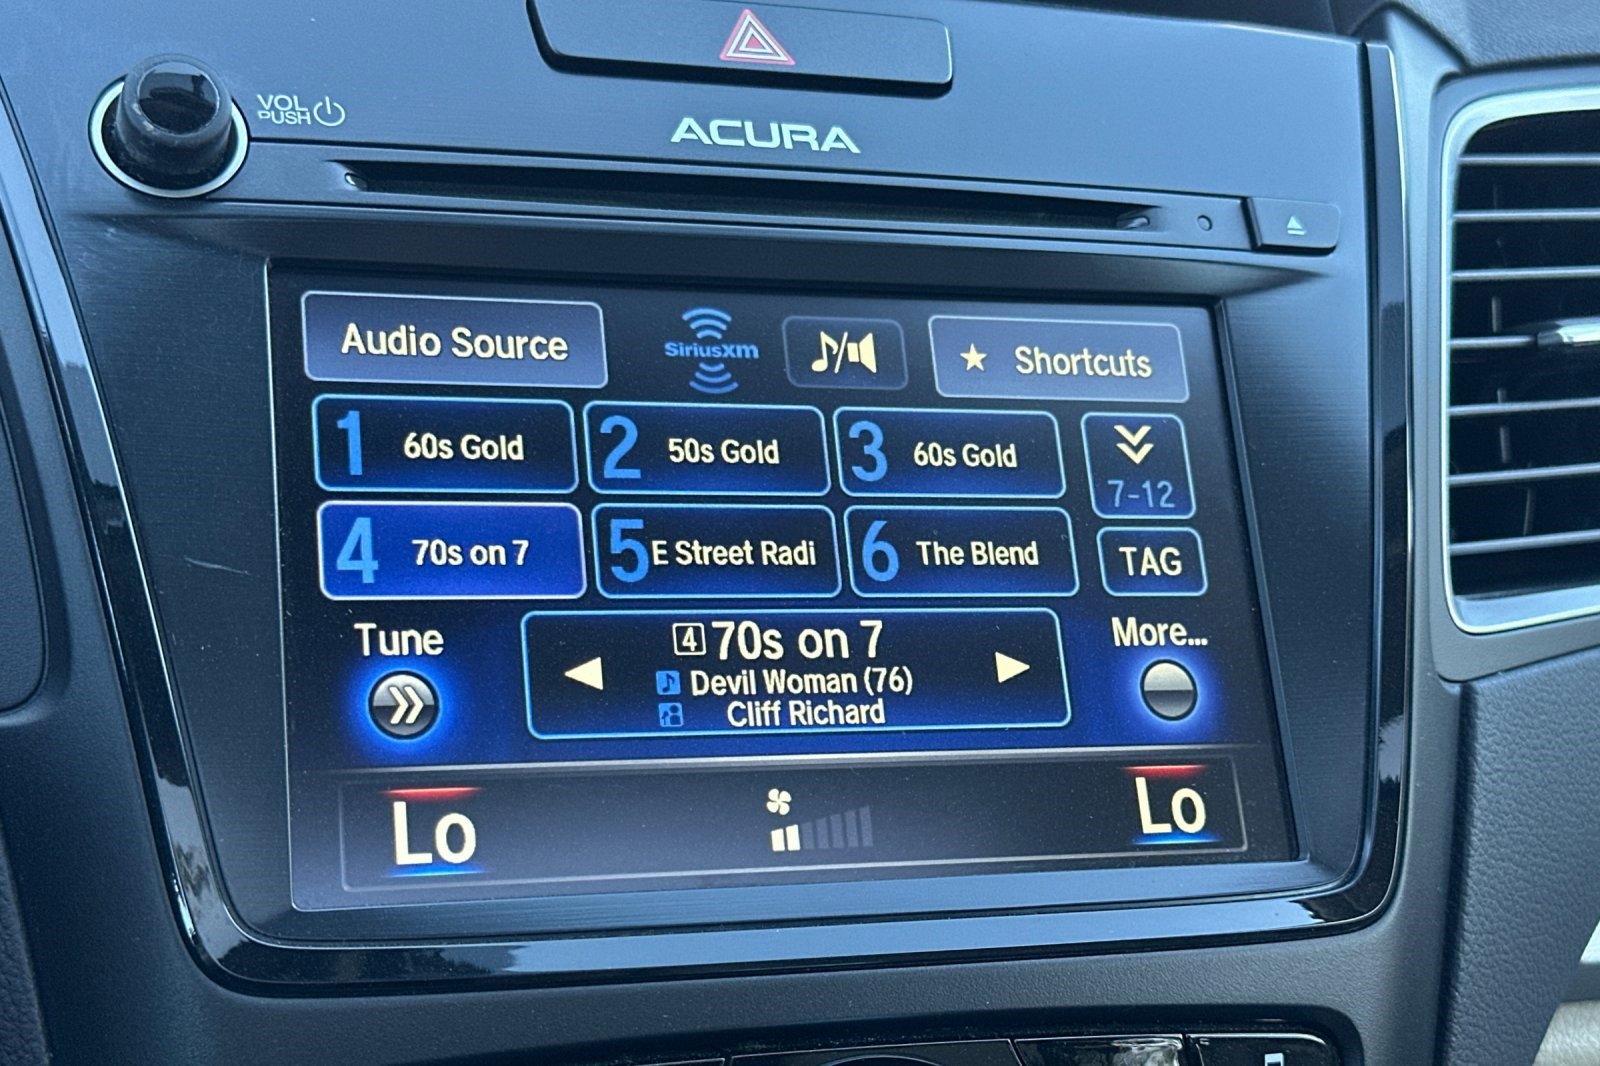 VOL
PUSH
ACURA
Audio Source
SiriusXM
Shortcuts
1 60s Gold
2 50s Gold
3 60s Gold
7-12
4 70s on 7
5 E Street Radi
6 The Blend
TAG
Tune
4 70s on 7
Devil Woman (76)
Cliff Richard
More...
Lo
Lo